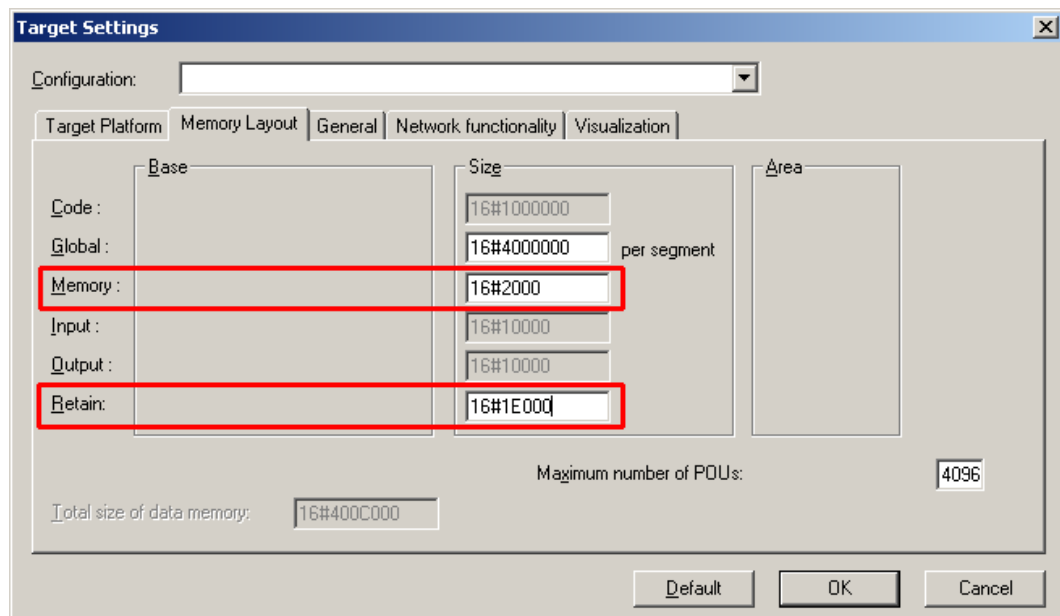 Target Settings
Configuration:
Target Platform Memory Layout General Network functionality Visualization
Base Size Area
Code : 16#1000000
Global : 16#4000000 per segment
Memory : 16#2000
Input : 16#10000
Output : 16#10000
Retain: 16#1E000
Maximum number of POUs: 4096
Total size of data memory: 16#400C000
Default OK Cancel